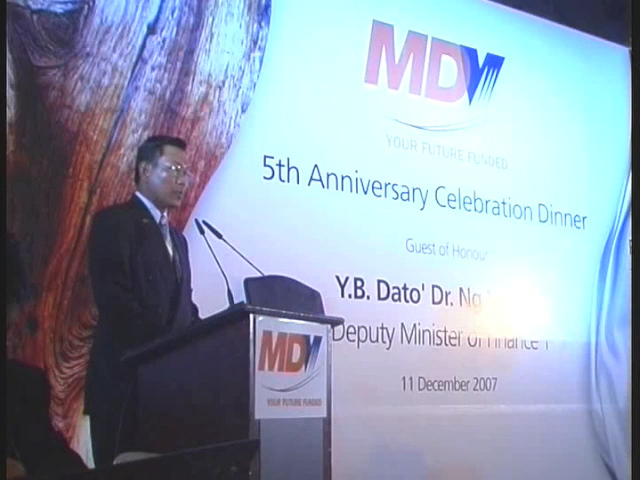 MDV
YOUR FUTURE FUNDED
5th Anniversary Celebration Dinner
Guest of Honour
Y.B. Dato' Dr. Ng
Deputy Minister of Finance 1
11 December 2007
MDV
YOUR FUTURE FUNDED